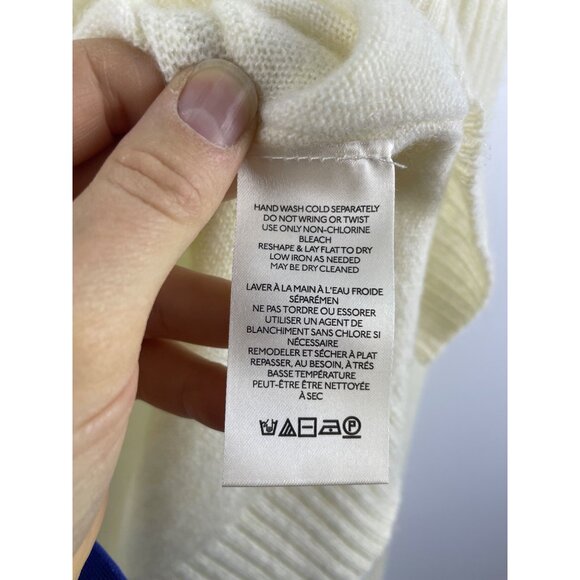 HAND WASH COLD SEPARATELY
DO NOT WRING OR TWIST
USE ONLY NON-CHLORINE
BLEACH
RESHAPE & LAY FLAT TO DRY
LOW IRON AS NEEDED
MAY BE DRY CLEANED
LAVER À LA MAIN À L'EAU FROIDE
SÉPARÉMEN
NE PAS TORDRE OU ESSORER
UTILISER UN AGENT DE
BLANCHIMENT SANS CHLORE SI
NÉCESSAIRE
REMODELER ET SÉCHER À PLAT
REPASSER, AU BESOIN, À TRÉS
BASSE TEMPÉRATURE
PEUT-ÊTRE ÊTRE NETTOYÉE
À SEC
P